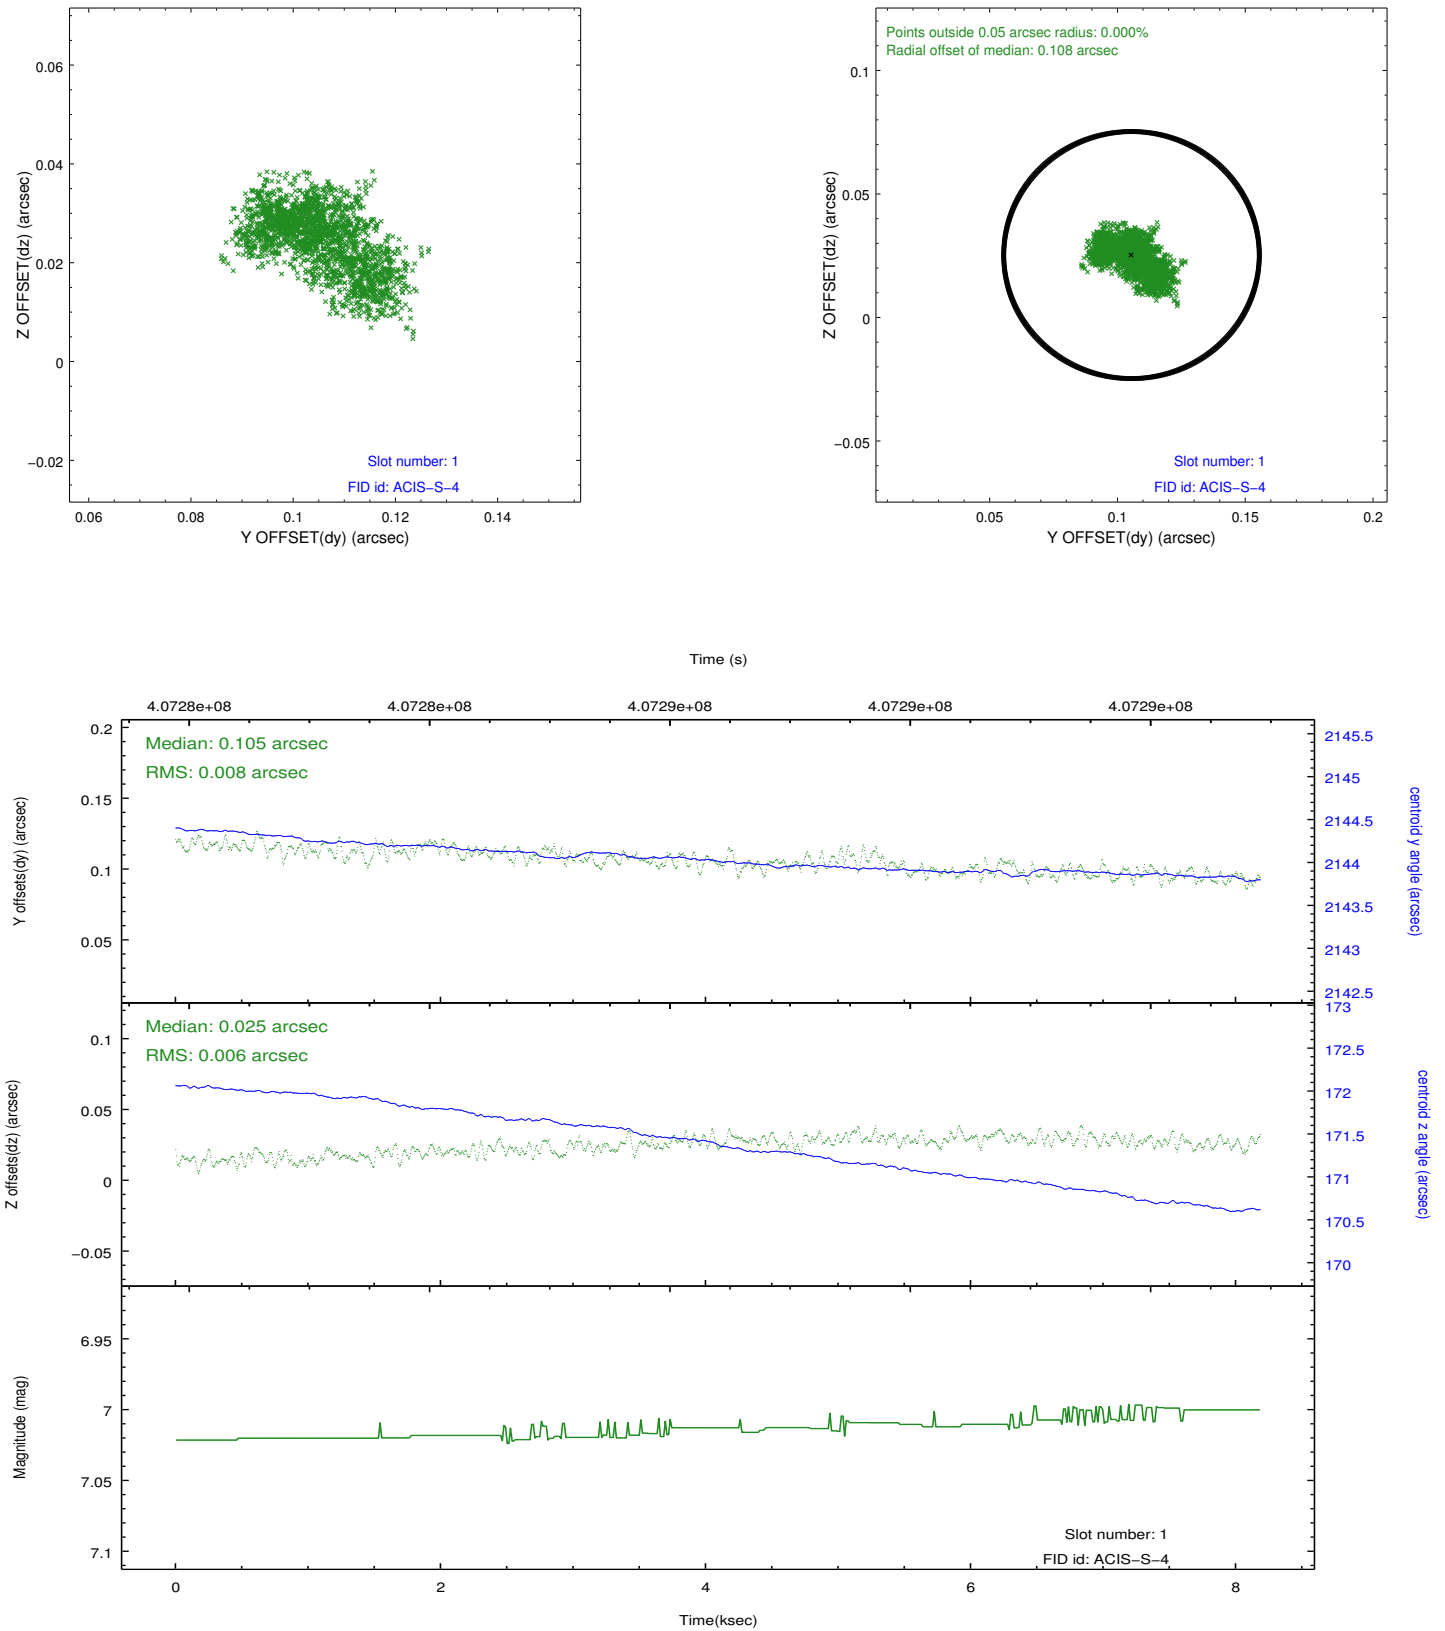 0.06
0.04
0.02
0
−0.02
Z OFFSET(dz) (arcsec)
Slot number: 1
FID id: ACIS−S−4
0.06 0.08 0.1 0.12 0.14
Y OFFSET(dy) (arcsec)
Points outside 0.05 arcsec radius: 0.000%
Radial offset of median: 0.108 arcsec
0.1
0.05
0
−0.05
Z OFFSET(dz) (arcsec)
Slot number: 1
FID id: ACIS−S−4
0.05 0.1 0.15 0.2
Y OFFSET(dy) (arcsec)
Time (s)
4.0728e+08 4.0728e+08 4.0729e+08 4.0729e+08 4.0729e+08
Median: 0.105 arcsec
RMS: 0.008 arcsec
0.2
0.15
0.1
0.05
Y offsets(dy) (arcsec)
2145.5
2145
2144.5
2144
2143.5
2143
2142.5
centroid y angle (arcsec)
Median: 0.025 arcsec
RMS: 0.006 arcsec
0.1
0.05
0
−0.05
Z offsets(dz) (arcsec)
173
172.5
172
171.5
171
170.5
170
centroid z angle (arcsec)
6.95
7
7.05
7.1
Magnitude (mag)
Slot number: 1
FID id: ACIS−S−4
0 2 4 6 8
Time(ksec)